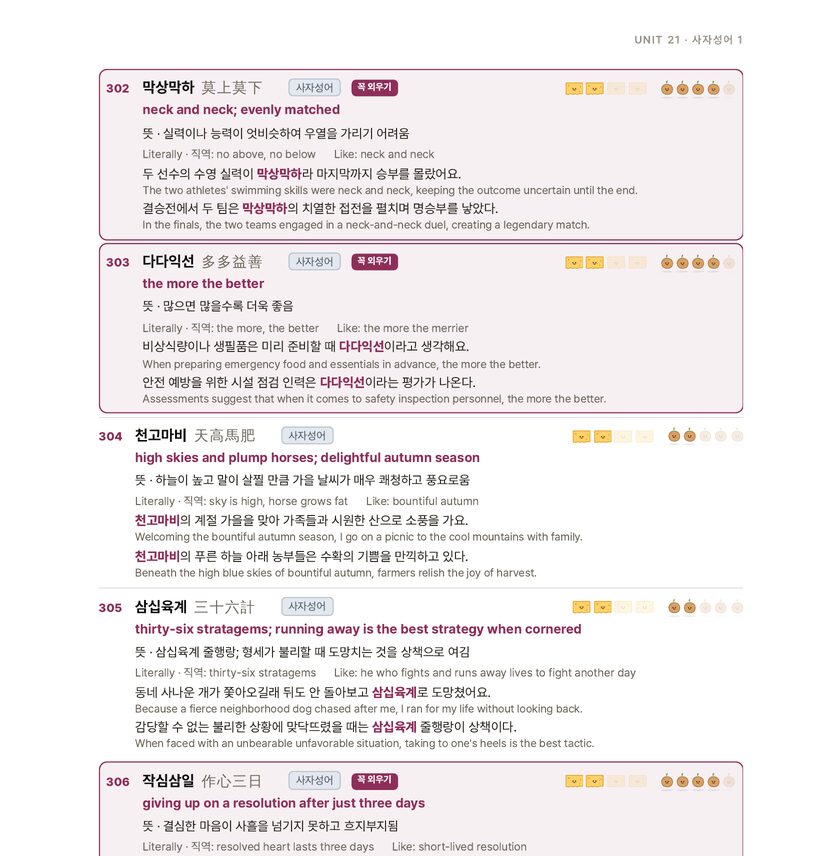 UNIT 21 · 사자성어 1
302 막상막하 莫上莫下 사자성어 꼭 외우기
neck and neck; evenly matched
뜻 · 실력이나 능력이 엇비슷하여 우열을 가리기 어려움
Literally · 직역: no above, no below Like: neck and neck
두 선수의 수영 실력이 막상막하라 마지막까지 승부를 몰랐어요.
The two athletes' swimming skills were neck and neck, keeping the outcome uncertain until the end.
결승전에서 두 팀은 막상막하의 치열한 접전을 펼치며 명승부를 낳았다.
In the finals, the two teams engaged in a neck-and-neck duel, creating a legendary match.
303 다다익선 多多益善 사자성어 꼭 외우기
the more the better
뜻 · 많으면 많을수록 더욱 좋음
Literally · 직역: the more, the better Like: the more the merrier
비상식량이나 생필품은 미리 준비할 때 다다익선이라고 생각해요.
When preparing emergency food and essentials in advance, the more the better.
안전 예방을 위한 시설 점검 인력은 다다익선이라는 평가가 나온다.
Assessments suggest that when it comes to safety inspection personnel, the more the better.
304 천고마비 天高馬肥 사자성어
high skies and plump horses; delightful autumn season
뜻 · 하늘이 높고 말이 살찔 만큼 가을 날씨가 매우 쾌청하고 풍요로움
Literally · 직역: sky is high, horse grows fat Like: bountiful autumn
천고마비의 계절 가을을 맞아 가족들과 시원한 산으로 소풍을 가요.
Welcoming the bountiful autumn season, I go on a picnic to the cool mountains with family.
천고마비의 푸른 하늘 아래 농부들은 수확의 기쁨을 만끽하고 있다.
Beneath the high blue skies of bountiful autumn, farmers relish the joy of harvest.
305 삼십육계 三十六計 사자성어
thirty-six stratagems; running away is the best strategy when cornered
뜻 · 삼십육계 줄행랑; 형세가 불리할 때 도망치는 것을 상책으로 여김
Literally · 직역: thirty-six stratagems Like: he who fights and runs away lives to fight another day
동네 사나운 개가 쫓아오길래 뒤도 안 돌아보고 삼십육계로 도망쳤어요.
Because a fierce neighborhood dog chased after me, I ran for my life without looking back.
감당할 수 없는 불리한 상황에 맞닥뜨렸을 때는 삼십육계 줄행랑이 상책이다.
When faced with an unbearable unfavorable situation, taking to one's heels is the best tactic.
306 작심삼일 作心三日 사자성어 꼭 외우기
giving up on a resolution after just three days
뜻 · 결심한 마음이 사흘을 넘기지 못하고 흐지부지됨
Literally · 직역: resolved heart lasts three days Like: short-lived resolution